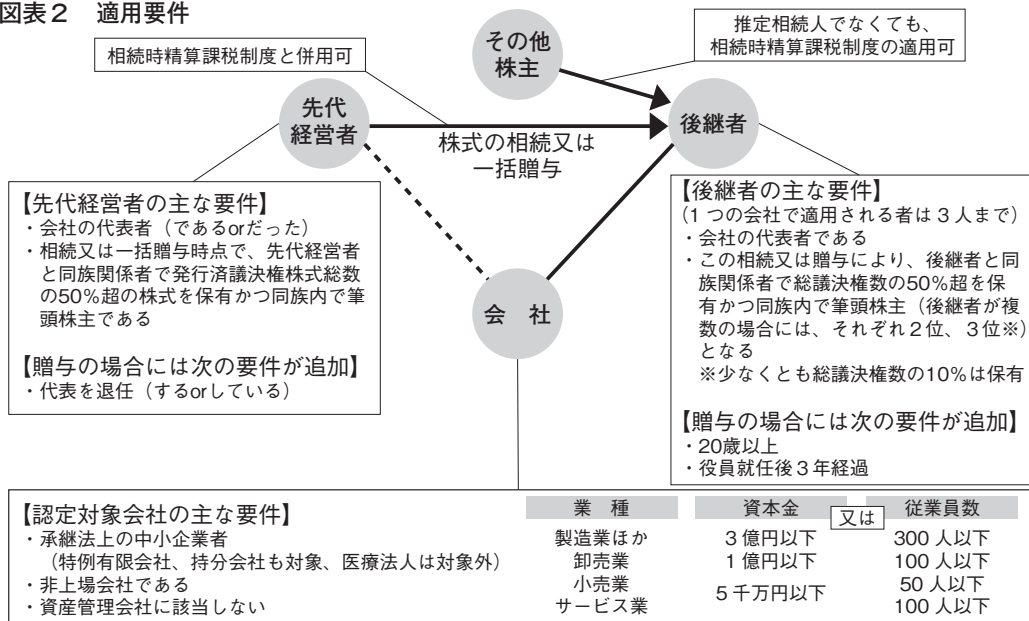 図表２　適用要件
相続時精算課税制度と併用可
その他
株主
推定相続人でなくても、
相続時精算課税制度の適用可
先代
経営者
後継者
株式の相続又は
一括贈与
【先代経営者の主な要件】
・会社の代表者（であるorだった）
・相続又は一括贈与時点で、先代経営者
と同族関係者で発行済議決権株式総数
の50％超の株式を保有かつ同族内で筆
頭株主である
【贈与の場合には次の要件が追加】
・代表を退任（するorしている）
会　社
【後継者の主な要件】
(１つの会社で適用される者は３人まで)
・会社の代表者である
・この相続又は贈与により、後継者と同
族関係者で総議決権数の50％超を保
有かつ同族内で筆頭株主（後継者が複
数の場合には、それぞれ２位、３位※）
となる
※少なくとも総議決権数の10％は保有
【贈与の場合には次の要件が追加】
・20歳以上
・役員就任後３年経過
【認定対象会社の主な要件】
・承継法上の中小企業者
（特例有限会社、持分会社も対象、医療法人は対象外）
・非上場会社である
・資産管理会社に該当しない
業　種　資本金　又は　従業員数
製造業ほか　３億円以下　300 人以下
卸売業　１億円以下　100 人以下
小売業　５千万円以下　50 人以下
サービス業　100 人以下